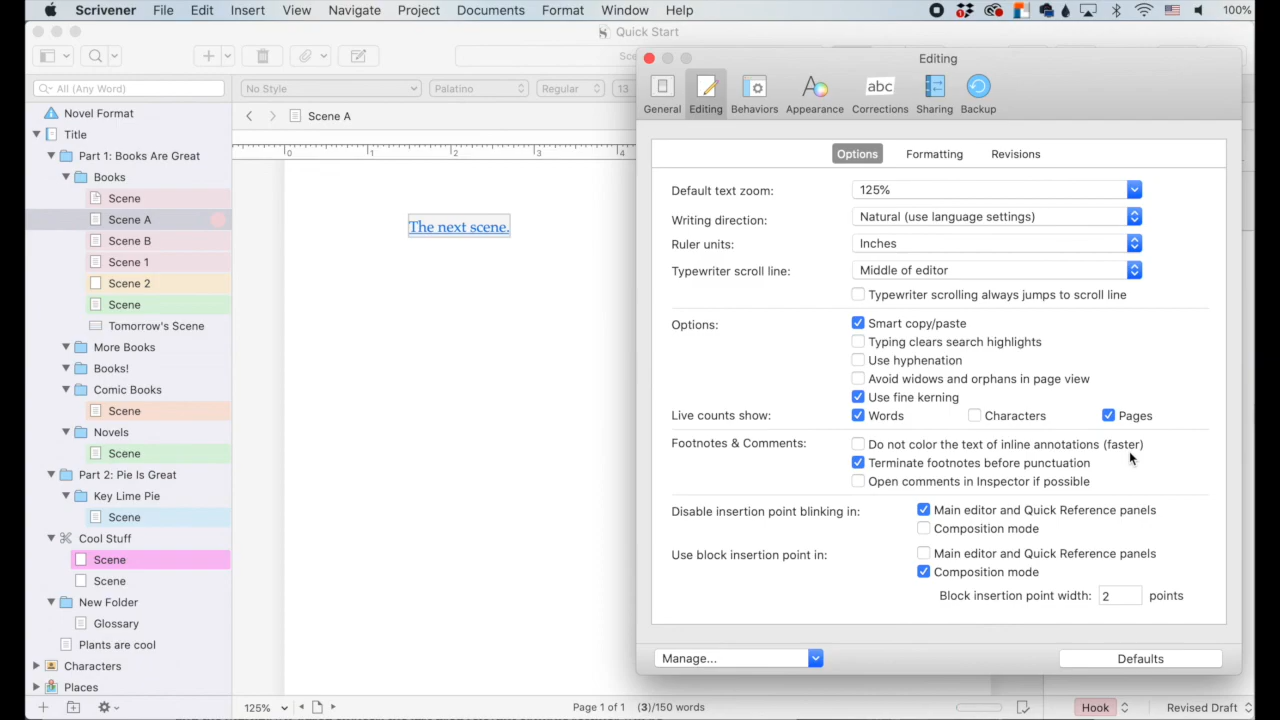 Scrivener File Edit Insert View Navigate Project Documents Format Window Help 100%
Quick Start
Editing
All (Any Word)
No Style Palatino Regular 13
General Editing Behaviors Appearance Corrections Sharing Backup
Novel Format
Title
Part 1: Books Are Great
Books
Scene
Scene A
Scene B
Scene 1
Scene 2
Scene
Tomorrow's Scene
More Books
Books!
Comic Books
Scene
Novels
Scene
Part 2: Pie Is Great
Key Lime Pie
Scene
Cool Stuff
Scene
Scene
New Folder
Glossary
Plants are cool
Characters
Places
Scene A
0 1 2 3 4
The next scene.
125% Page 1 of 1 (3)/150 words
Options Formatting Revisions
Default text zoom: 125%
Writing direction: Natural (use language settings)
Ruler units: Inches
Typewriter scroll line: Middle of editor
Typewriter scrolling always jumps to scroll line
Options: Smart copy/paste
Typing clears search highlights
Use hyphenation
Avoid widows and orphans in page view
Use fine kerning
Live counts show: Words Characters Pages
Footnotes & Comments: Do not color the text of inline annotations (faster)
Terminate footnotes before punctuation
Open comments in Inspector if possible
Disable insertion point blinking in: Main editor and Quick Reference panels
Composition mode
Use block insertion point in: Main editor and Quick Reference panels
Composition mode
Block insertion point width: 2 points
Manage... Defaults
Hook Revised Draft